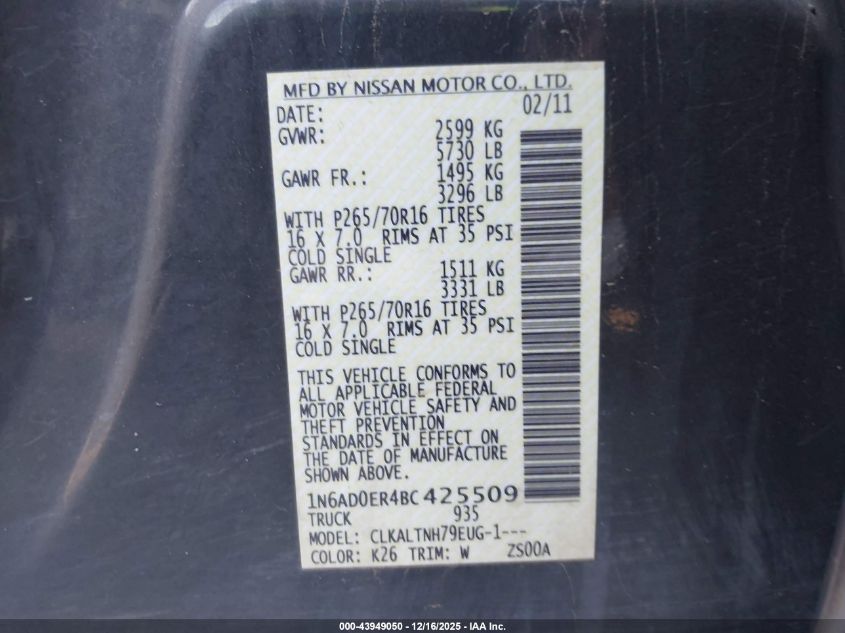 MFD BY NISSAN MOTOR CO., LTD.
DATE: 02/11
GVWR: 2599 KG
5730 LB
GAWR FR.: 1495 KG
3296 LB
WITH P265/70R16 TIRES
16 X 7.0 RIMS AT 35 PSI
COLD SINGLE
GAWR RR.: 1511 KG
3331 LB
WITH P265/70R16 TIRES
16 X 7.0 RIMS AT 35 PSI
COLD SINGLE
THIS VEHICLE CONFORMS TO
ALL APPLICABLE FEDERAL
MOTOR VEHICLE SAFETY AND
THEFT PREVENTION
STANDARDS IN EFFECT ON
THE DATE OF MANUFACTURE
SHOWN ABOVE.
1N6AD0ER4BC425509
TRUCK 935
MODEL: CLKALTNH79EUG-1---
COLOR: K26 TRIM: W ZS00A
000-43949050 - 12/16/2025 - IAA Inc.